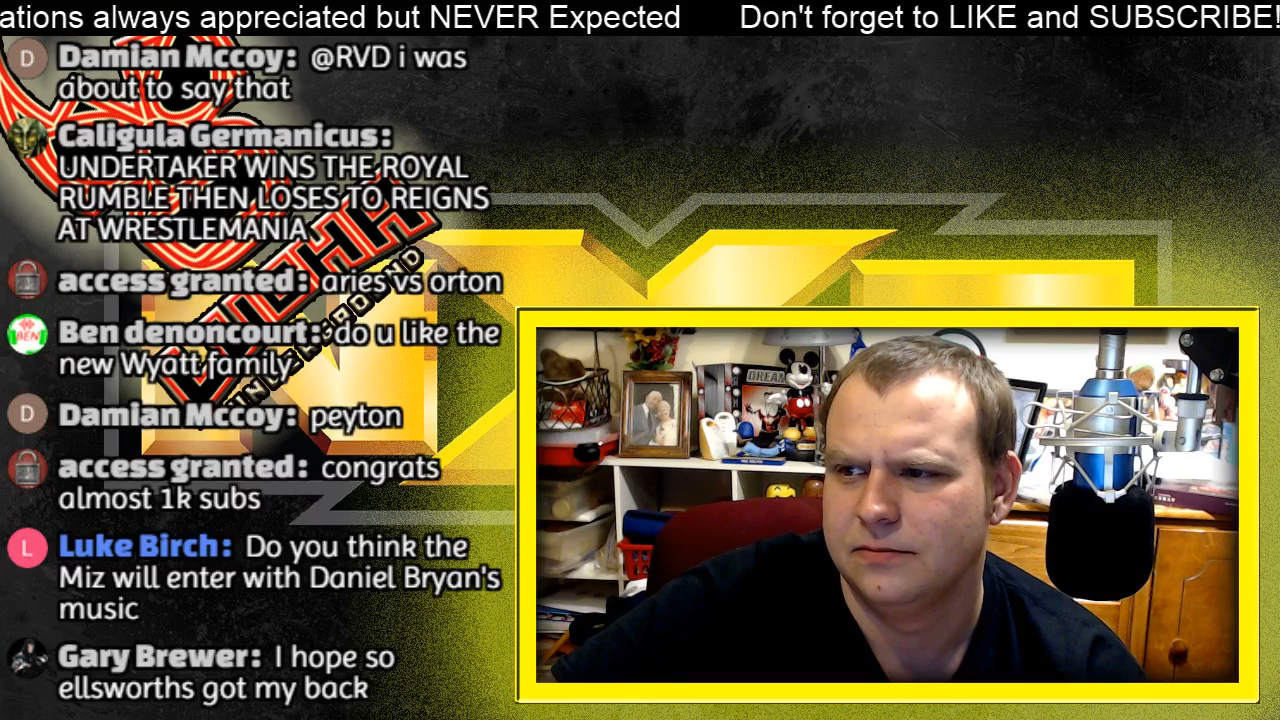 ations always appreciated but NEVER Expected Don't forget to LIKE and SUBSCRIBE!
D Damian Mccoy: @RVD i was
about to say that
Caligula Germanicus:
UNDERTAKER WINS THE ROYAL
RUMBLE THEN LOSES TO REIGNS
AT WRESTLEMANIA
access granted: aries vs orton
BEN Ben denoncourt: do u like the
new Wyatt family
D Damian Mccoy: peyton
access granted: congrats
almost 1k subs
L Luke Birch: Do you think the
Miz will enter with Daniel Bryan's
music
Gary Brewer: I hope so
ellsworths got my back
NXT
DREAM